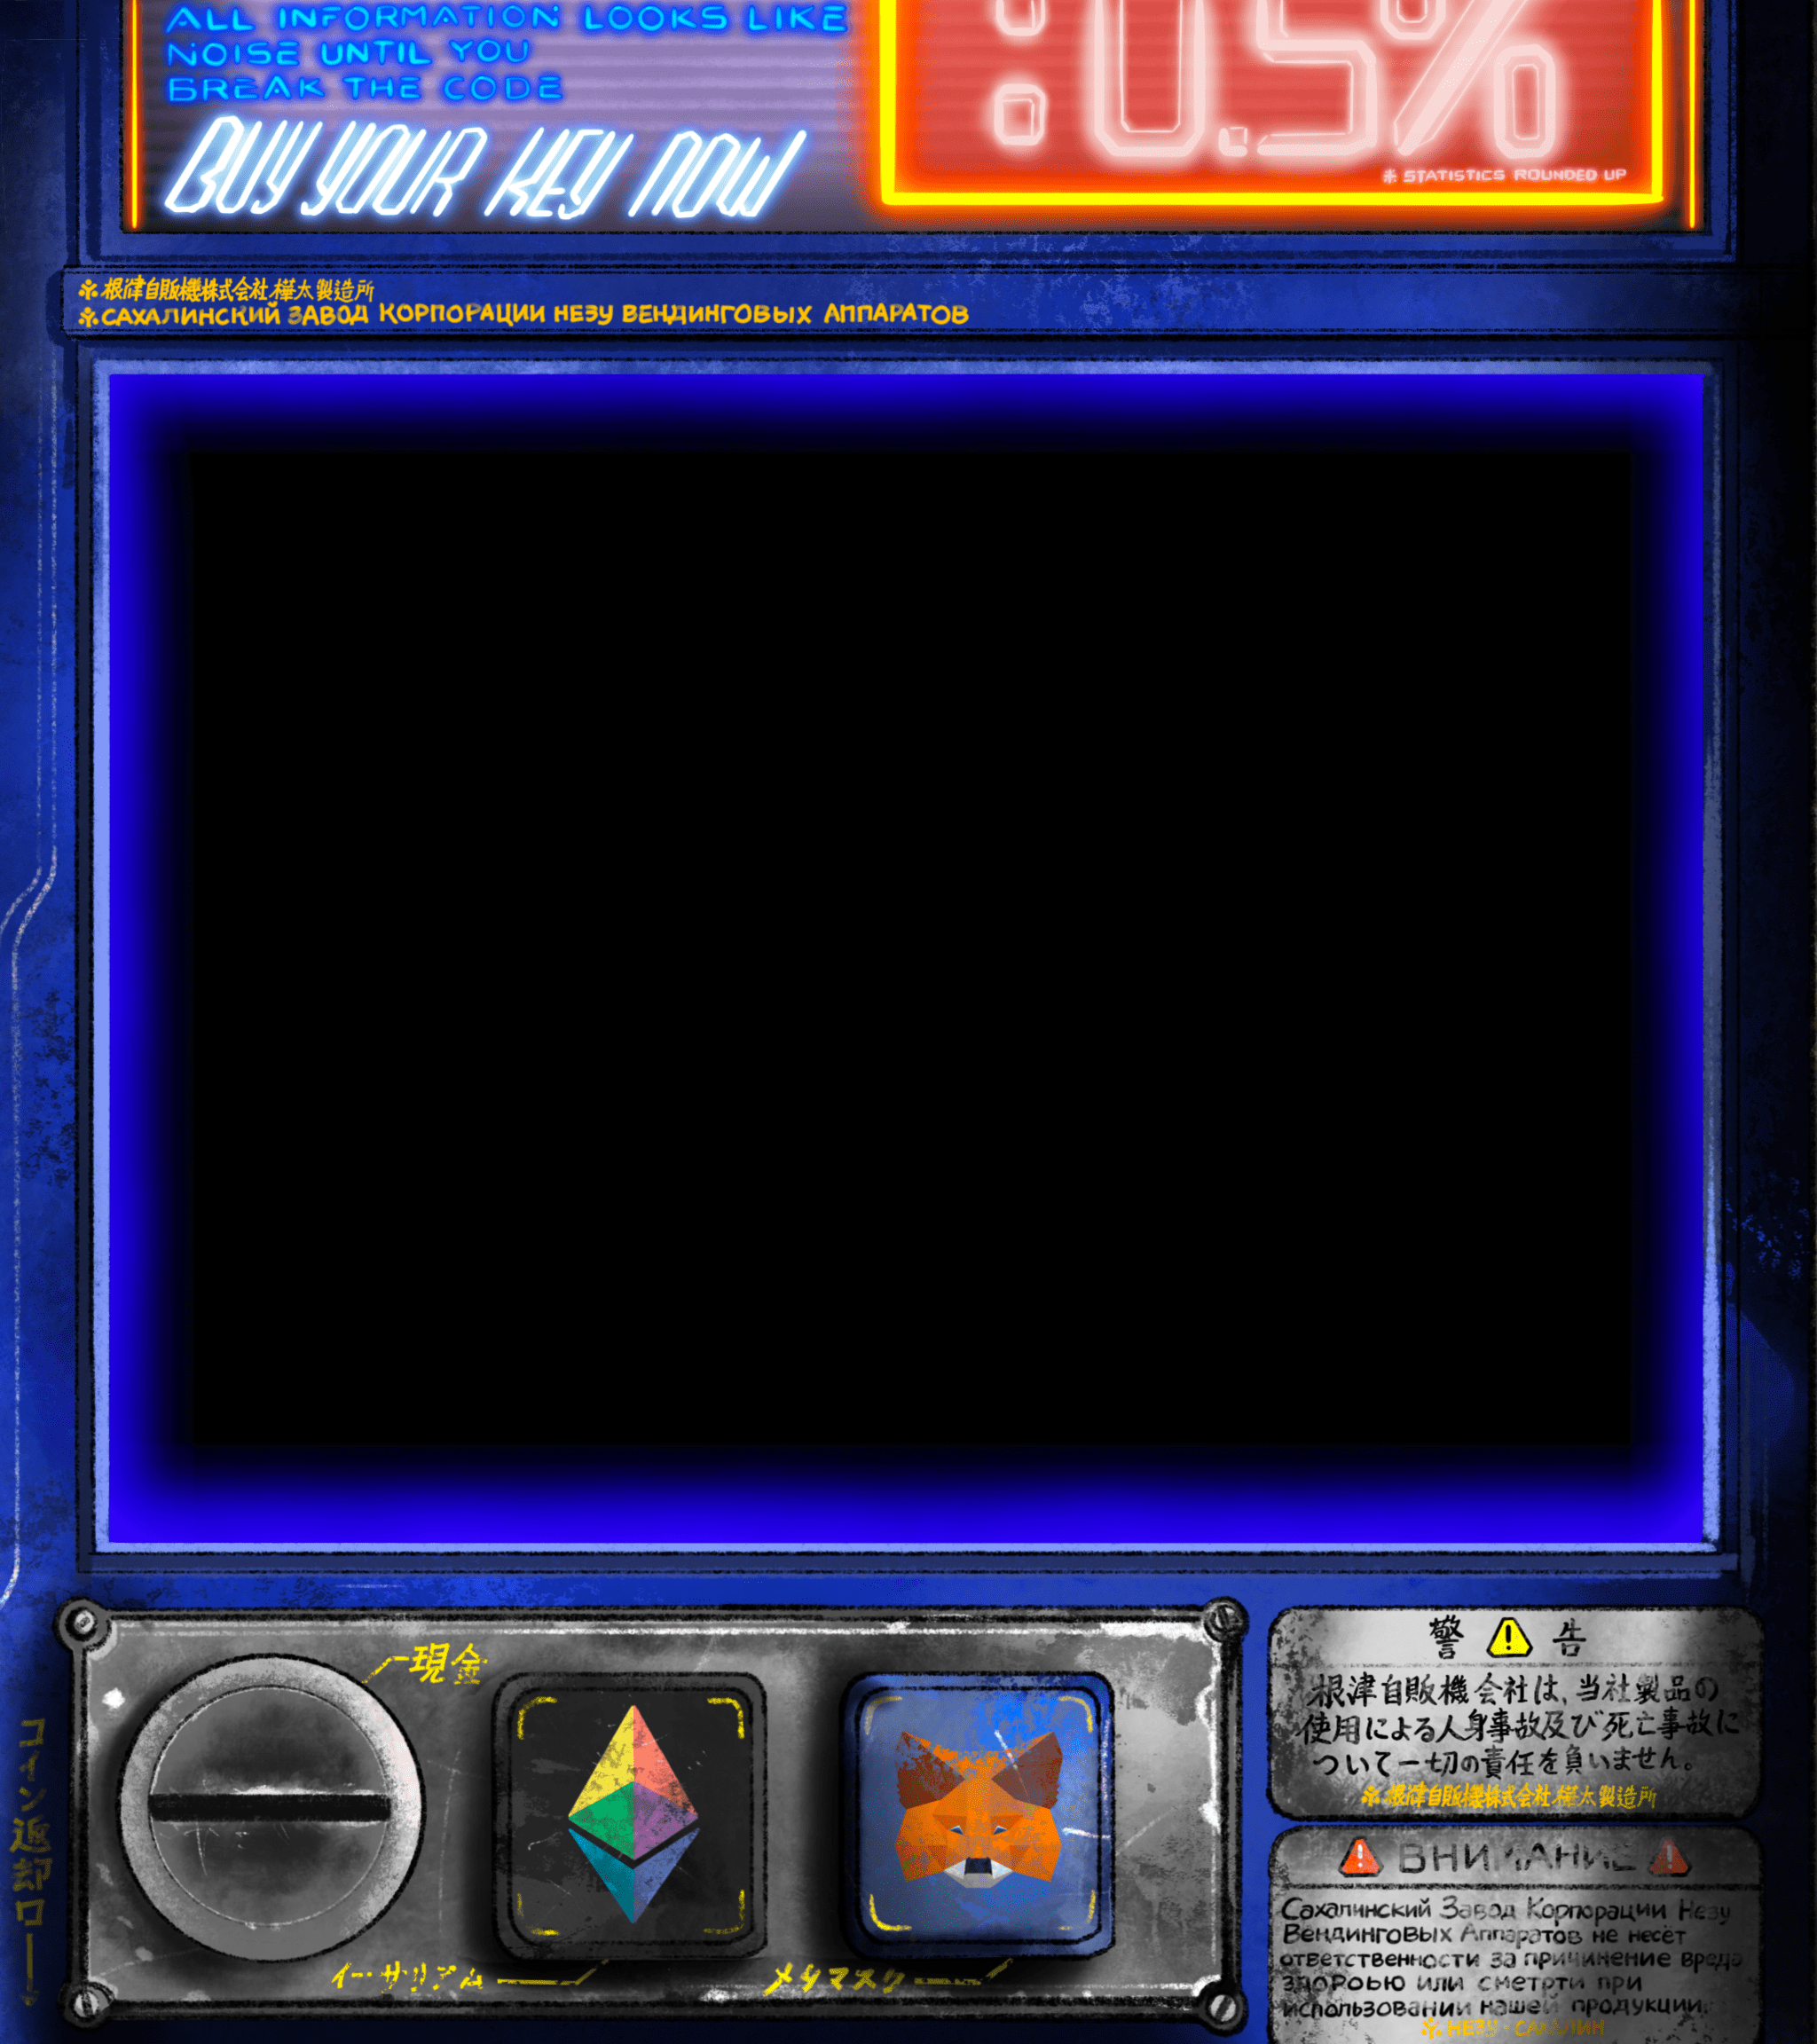 ALL INFORMATION LOOKS LIKE
NOISE UNTIL YOU
BREAK THE CODE
BUY YOUR KEY NOW
:0.5%
※ STATISTICS ROUNDED UP
※根津自販機株式会社樺太製造所
※САХАЛИНСКИЙ ЗАВОД КОРПОРАЦИИ НЕЗУ ВЕНДИНГОВЫХ АППАРАТОВ
現金
イーサリアム
メタマスク
コイン返却口
警 告
根津自販機会社は、当社製品の
使用による人身事故及び死亡事故に
ついて一切の責任を負いません。
※根津自販機株式会社樺太製造所
ВНИМАНИЕ
Сахалинский Завод Корпорации Незу
Вендинговых Аппаратов не несёт
ответственности за причинение вреда
здоровью или сметрти при
использовании нашей продукции.
※ НЕЗУ - САХАЛИН